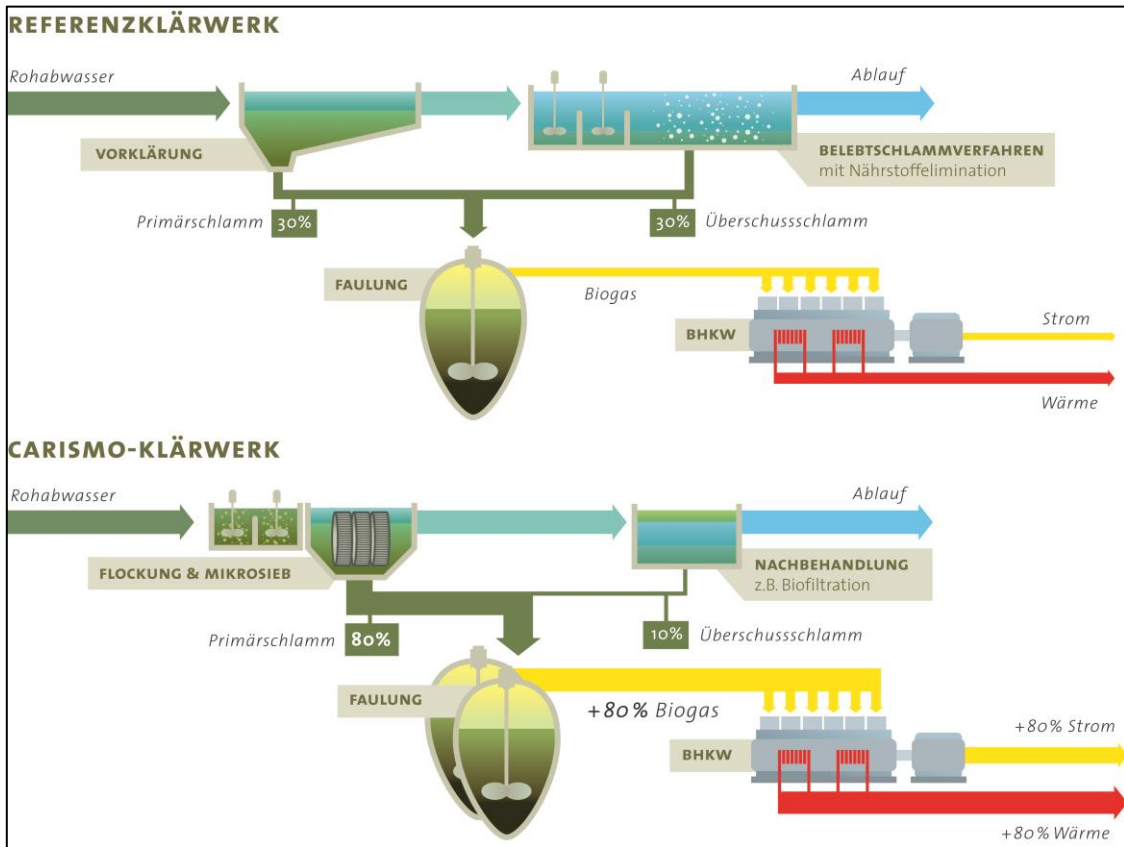 REFERENZKLÄRWERK
Rohabwasser
Ablauf
VORKLÄRUNG
BELEBTSCHLAMMVERFAHREN
mit Nährstoffelimination
Primärschlamm 30%
30% Überschussschlamm
FAULUNG
Biogas
BHKW
Strom
Wärme
CARISMO-KLÄRWERK
Rohabwasser
Ablauf
FLOCKUNG & MIKROSIEB
NACHBEHANDLUNG
z.B. Biofiltration
Primärschlamm 80%
10% Überschussschlamm
FAULUNG
+80% Biogas
BHKW
+80% Strom
+80% Wärme